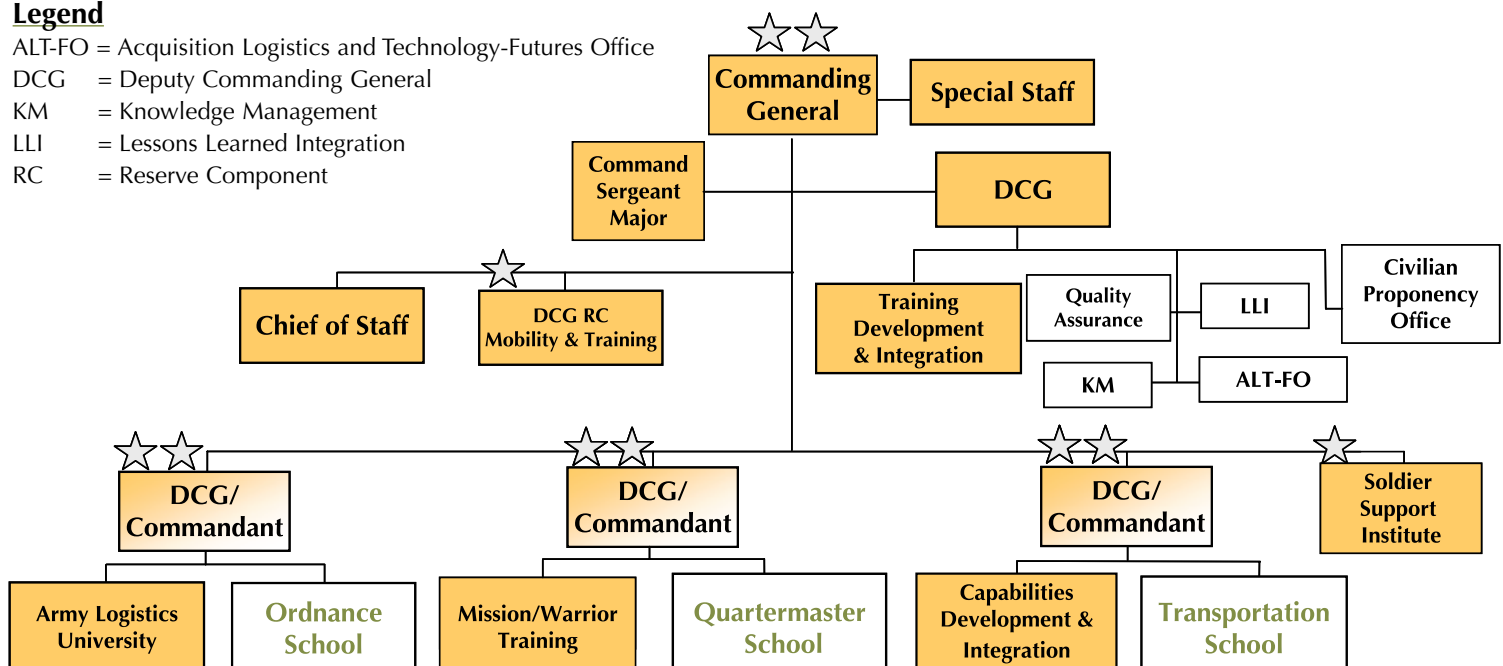 Legend
ALT-FO = Acquisition Logistics and Technology-Futures Office
DCG = Deputy Commanding General
KM = Knowledge Management
LLI = Lessons Learned Integration
RC = Reserve Component
Commanding
General
Special Staff
Command
Sergeant
Major
DCG
Chief of Staff
DCG RC
Mobility & Training
Training
Development
& Integration
Quality
Assurance
LLI
Civilian
Proponency
Office
KM
ALT-FO
DCG/
Commandant
DCG/
Commandant
DCG/
Commandant
Soldier
Support
Institute
Army Logistics
University
Ordnance
School
Mission/Warrior
Training
Quartermaster
School
Capabilities
Development &
Integration
Transportation
School